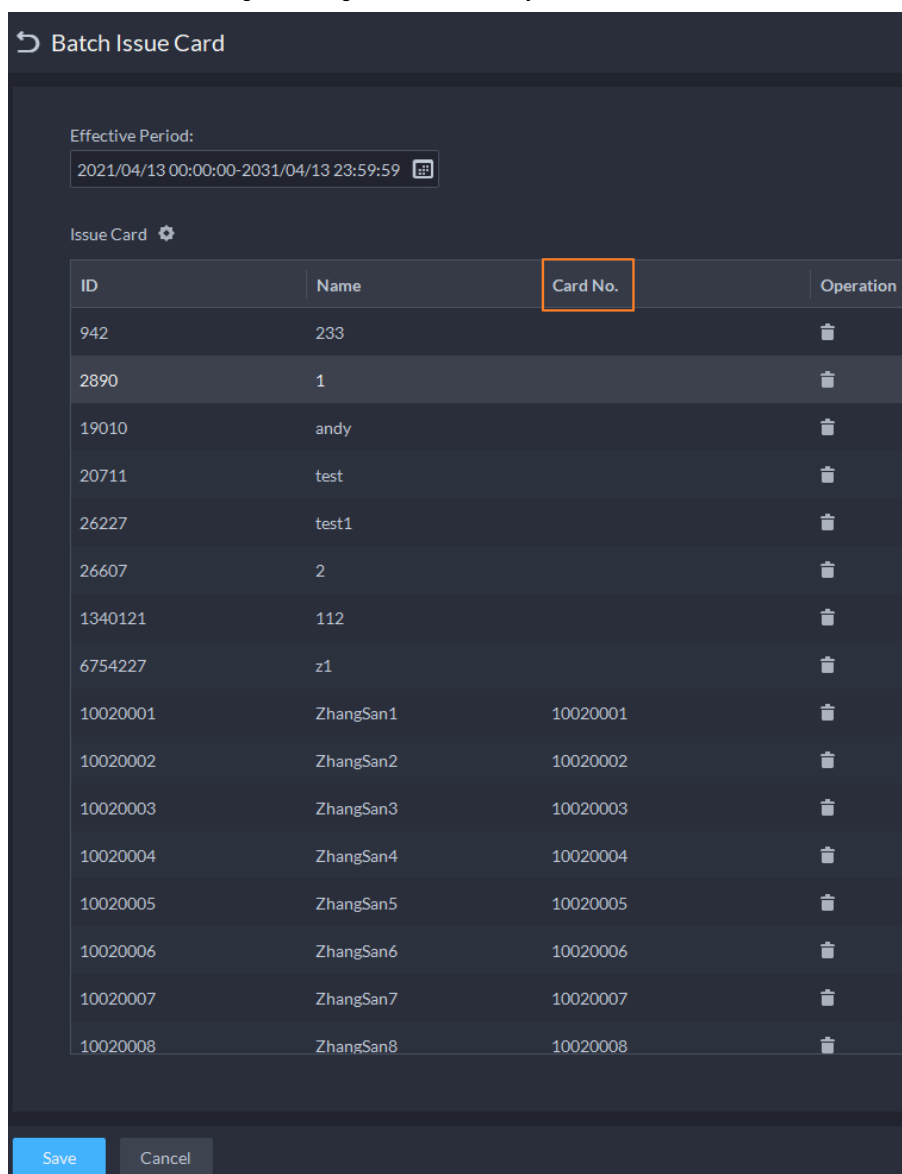 Batch Issue Card
Effective Period:
2021/04/13 00:00:00-2031/04/13 23:59:59
Issue Card
ID Name Card No. Operation
942 233
2890 1
19010 andy
20711 test
26227 test1
26607 2
1340121 112
6754227 z1
10020001 ZhangSan1 10020001
10020002 ZhangSan2 10020002
10020003 ZhangSan3 10020003
10020004 ZhangSan4 10020004
10020005 ZhangSan5 10020005
10020006 ZhangSan6 10020006
10020007 ZhangSan7 10020007
10020008 ZhangSan8 10020008
Save Cancel